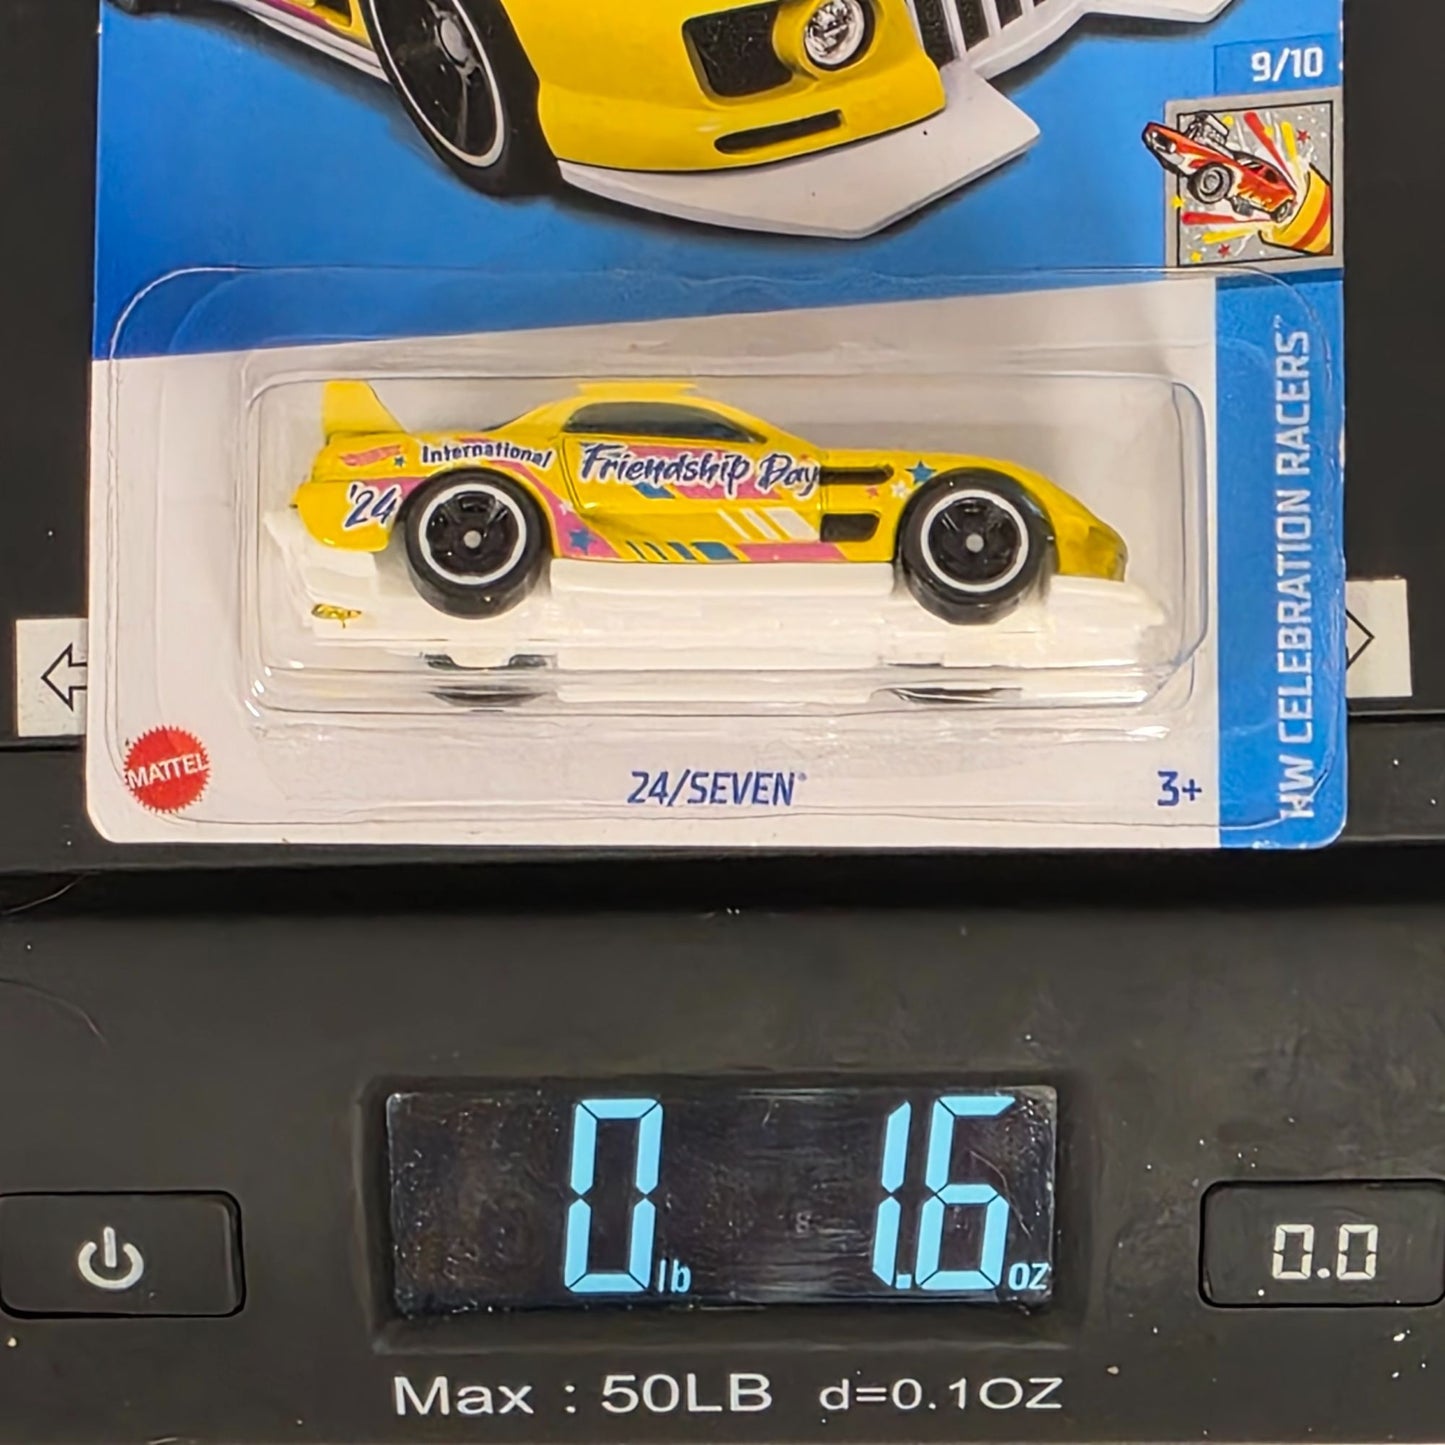 9/10
HW CELEBRATION RACERS™
International
Friendship Day
'24
MATTEL
24/SEVEN
3+
0 lb 1.6 oz
0.0
Max : 50LB d=0.1OZ